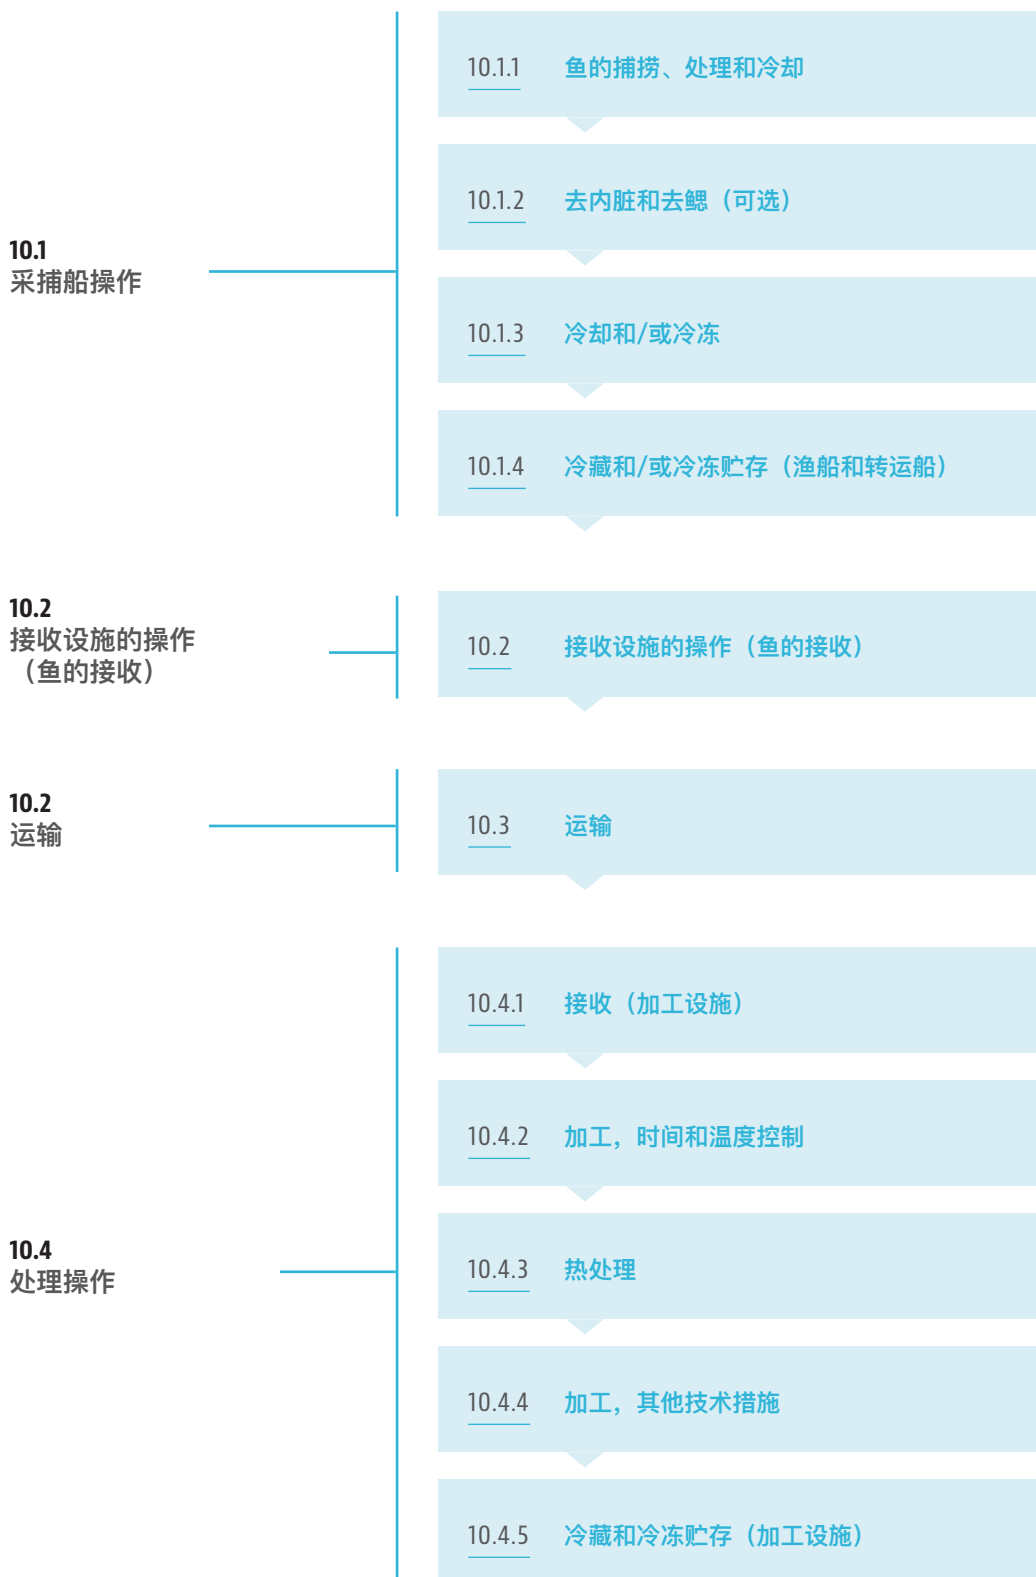 10.1.1 鱼的捕捞、处理和冷却
10.1.2 去内脏和去鳃（可选）
10.1
采捕船操作
10.1.3 冷却和/或冷冻
10.1.4 冷藏和/或冷冻贮存（渔船和转运船）
10.2
接收设施的操作
（鱼的接收）
10.2 接收设施的操作（鱼的接收）
10.2
运输
10.3 运输
10.4.1 接收（加工设施）
10.4.2 加工，时间和温度控制
10.4
处理操作
10.4.3 热处理
10.4.4 加工，其他技术措施
10.4.5 冷藏和冷冻贮存（加工设施）